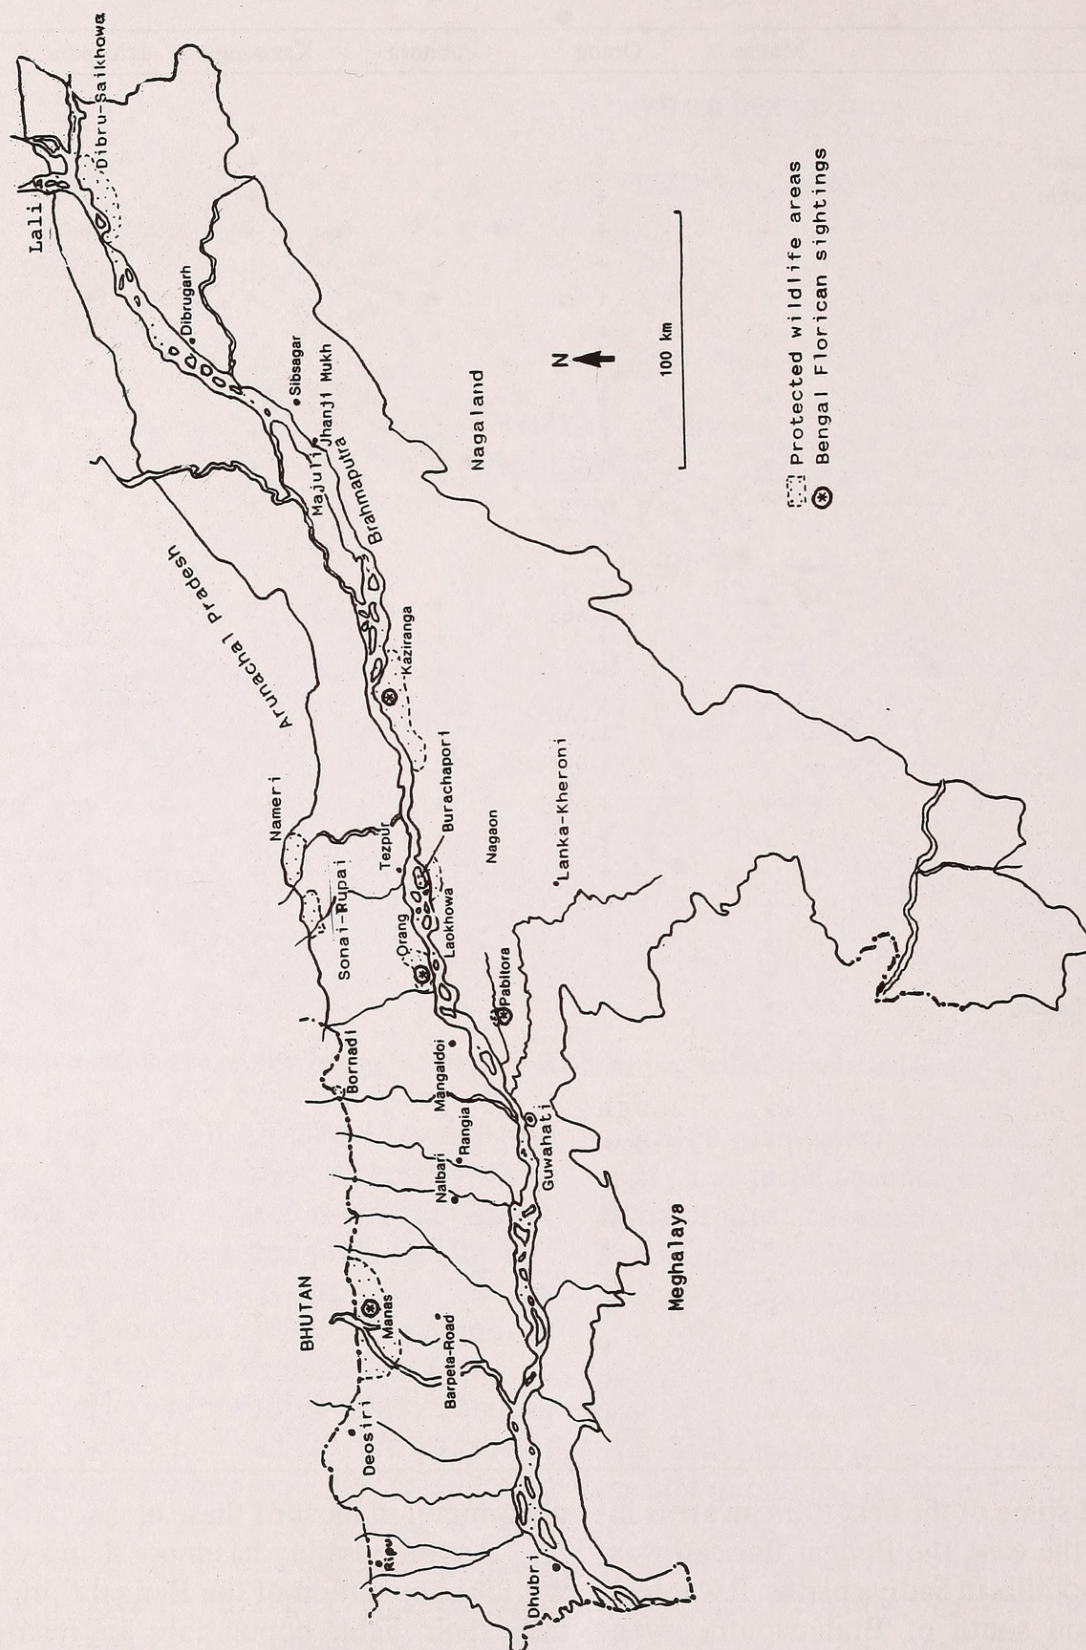 Lali
Dibru-Saikhowa
Dibrugarh
Sibsagar
Jhanji Mukh
Majuli
Brahmaputra
Arunachal Pradesh
Nagaland
Kaziranga
Nameri
Sonai-Rupai
Tezpur
Burachapori
Orang
Laokhowa
Nagaon
Lanka-Kheroni
Pabitora
Bornadi
Mangaldoi
Rangia
Nalbari
Guwahati
Meghalaya
BHUTAN
Manas
Barpeta-Road
Deosiri
Ripu
Dhubri
N
100 km
Protected wildlife areas
Bengal Florican sightings